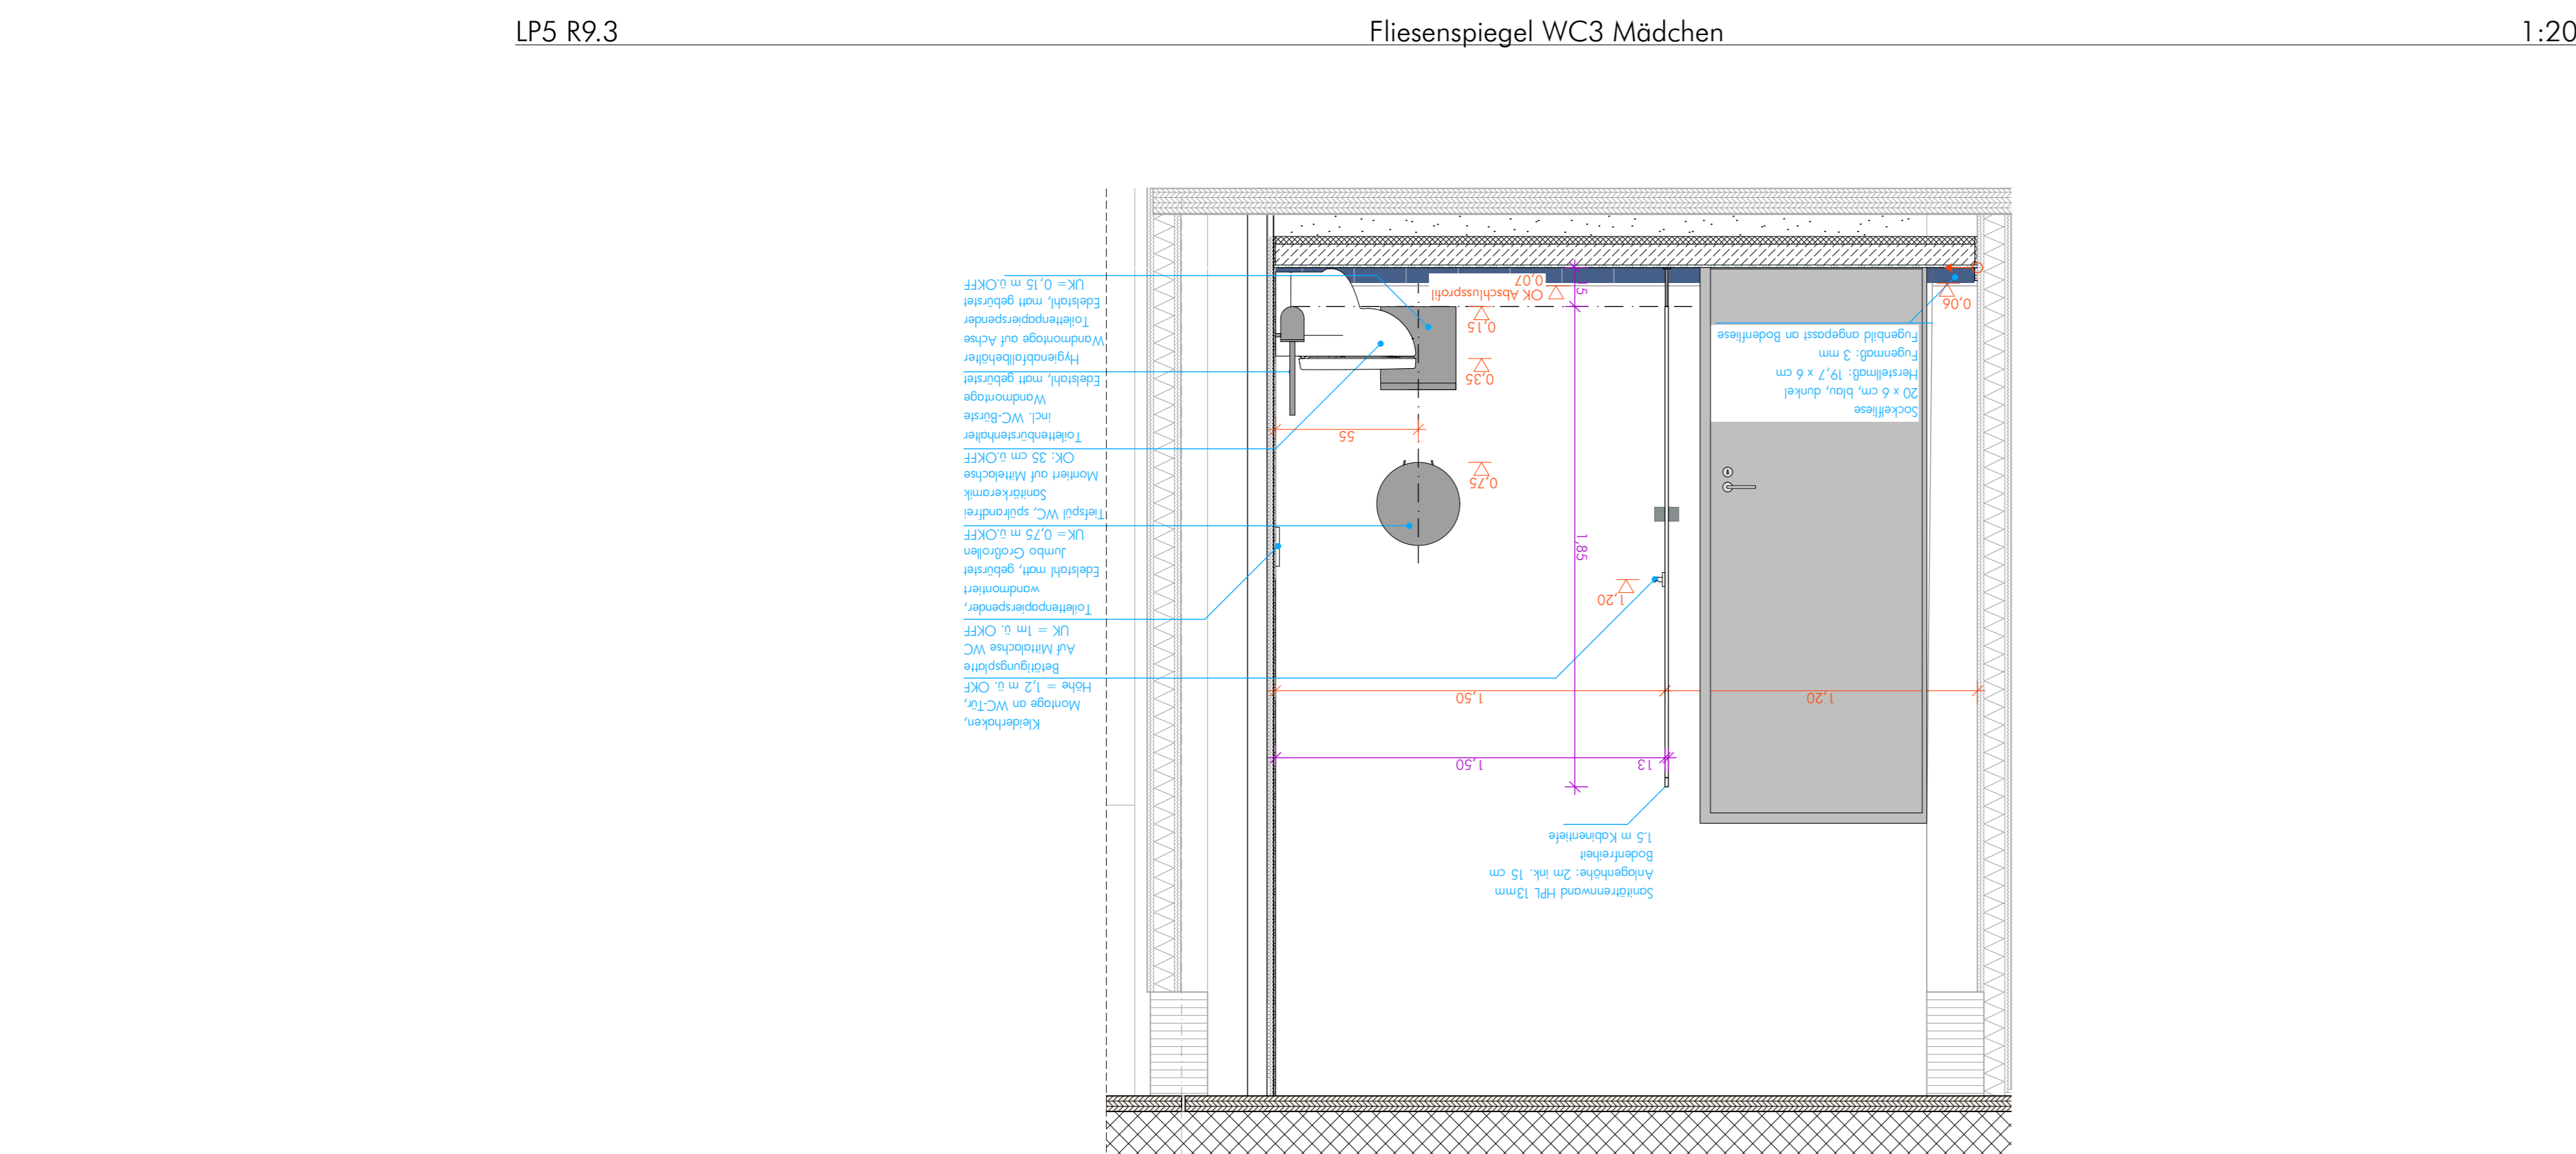 LP5 R9.3
Fliesenspiegel WC3 Mädchen
1:20
Sanitätrennwand HPL 13mm
Anlagenhöhe: 2m ink. 15 cm
Bodenfreiheit
1.5 m Kabinentiefe
13
1,50
1,20
1,50
1,85
15
Kleiderhaken,
Montage an WC-Tür,
Höhe = 1,2 m ü. OKF
Betätigungsplatte
Auf Mittalachse WC
UK = 1m ü. OKFF
Toilettenpapierspender,
wandmontiert
Edelstahl matt, gebürstet
Jumbo Großrollen
UK= 0,75 m ü.OKFF
Tiefspül WC, spülrandfrei
Sanitärkeramik
Montiert auf Mittelachse
OK: 35 cm ü.OKFF
Toilettenbürstenhalter
incl. WC-Bürste
Wandmontage
Edelstahl, matt gebürstet
Hygienabfallbehälter
Wandmontage auf Achse
Toilettenpapierspender
Edelstahl, matt gebürstet
UK= 0,15 m ü.OKFF
1,20
0,75
55
0,35
0,15
OK Abschlussprofil
0,07
Sockelfliese
20 x 6 cm, blau, dunkel
Herstellmaß: 19,7 x 6 cm
Fugenmaß: 3 mm
Fugenbild angepasst an Bodenfliese
0,06